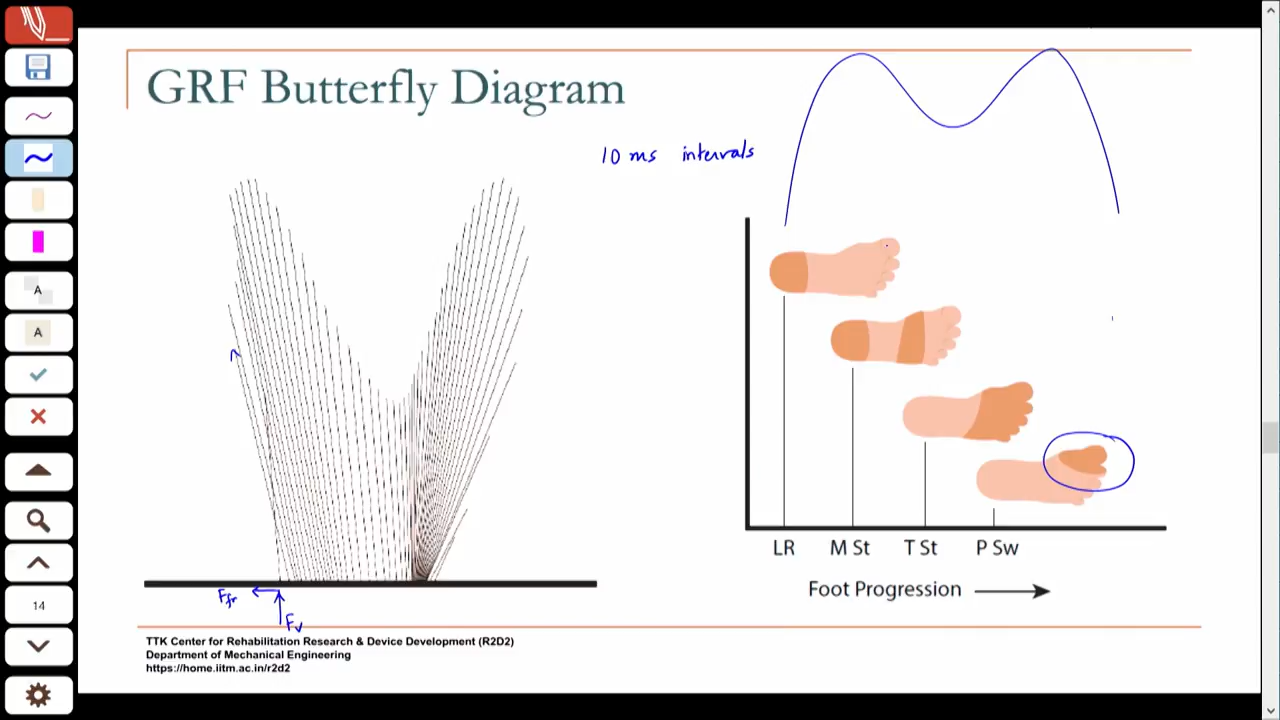 GRF Butterfly Diagram
10 ms intervals
A
A
LR M St T St P Sw
Foot Progression
F fr
Fv
14
TTK Center for Rehabilitation Research & Device Development (R2D2)
Department of Mechanical Engineering
https://home.iitm.ac.in/r2d2